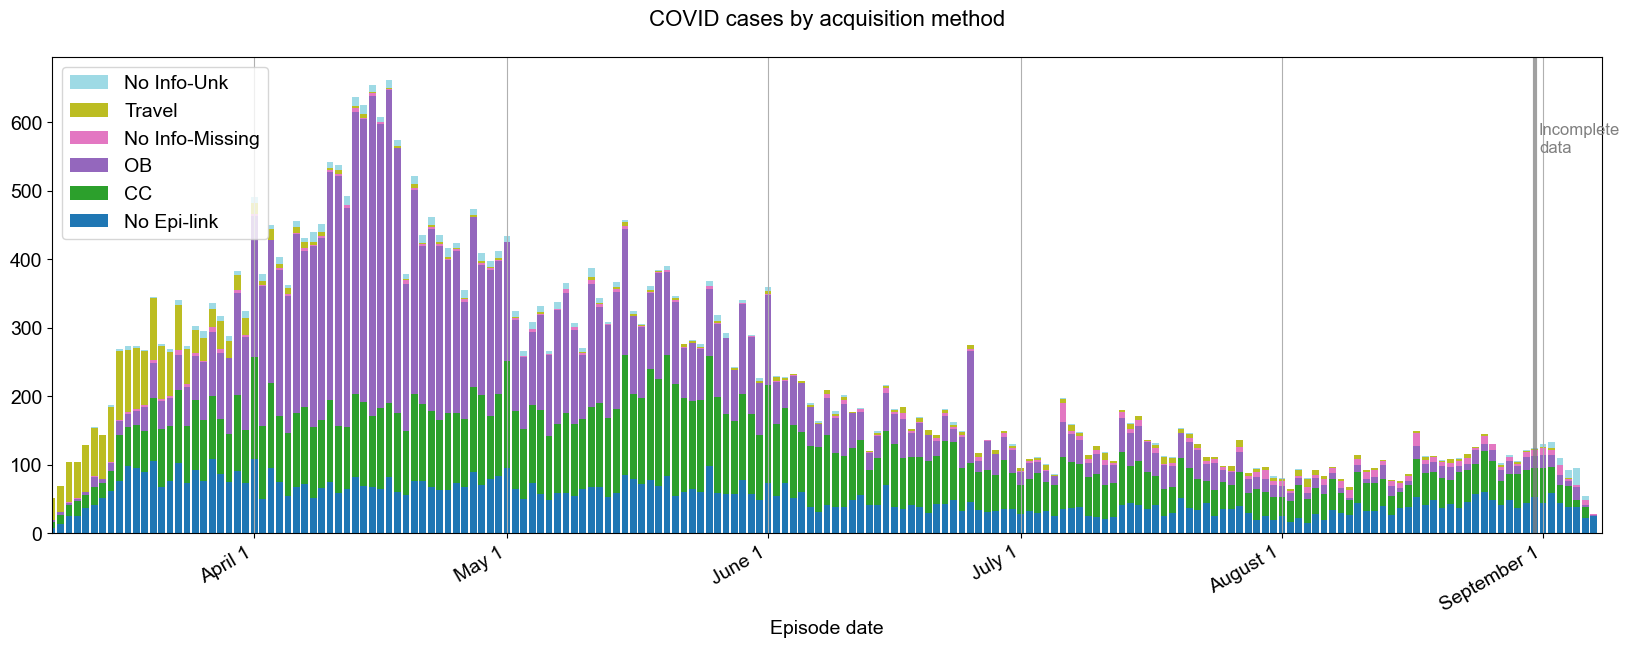 COVID cases by acquisition method
No Info-Unk
Travel
No Info-Missing
OB
CC
No Epi-link
Incomplete
data
600
500
400
300
200
100
0
April 1
May 1
June 1
July 1
August 1
September 1
Episode date